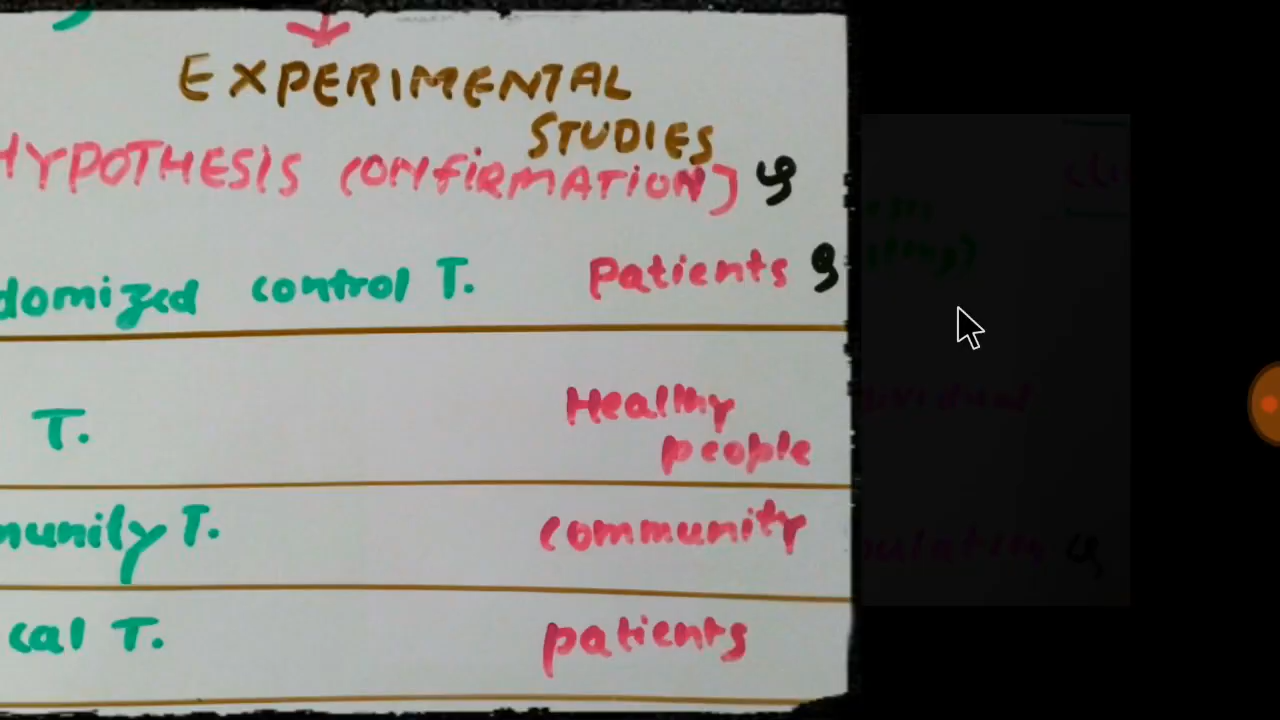 EXPERIMENTAL
STUDIES
HYPOTHESIS CONFIRMATION]
domized control T. patients
T. Healthy
people
munity T. community
cal T. patients